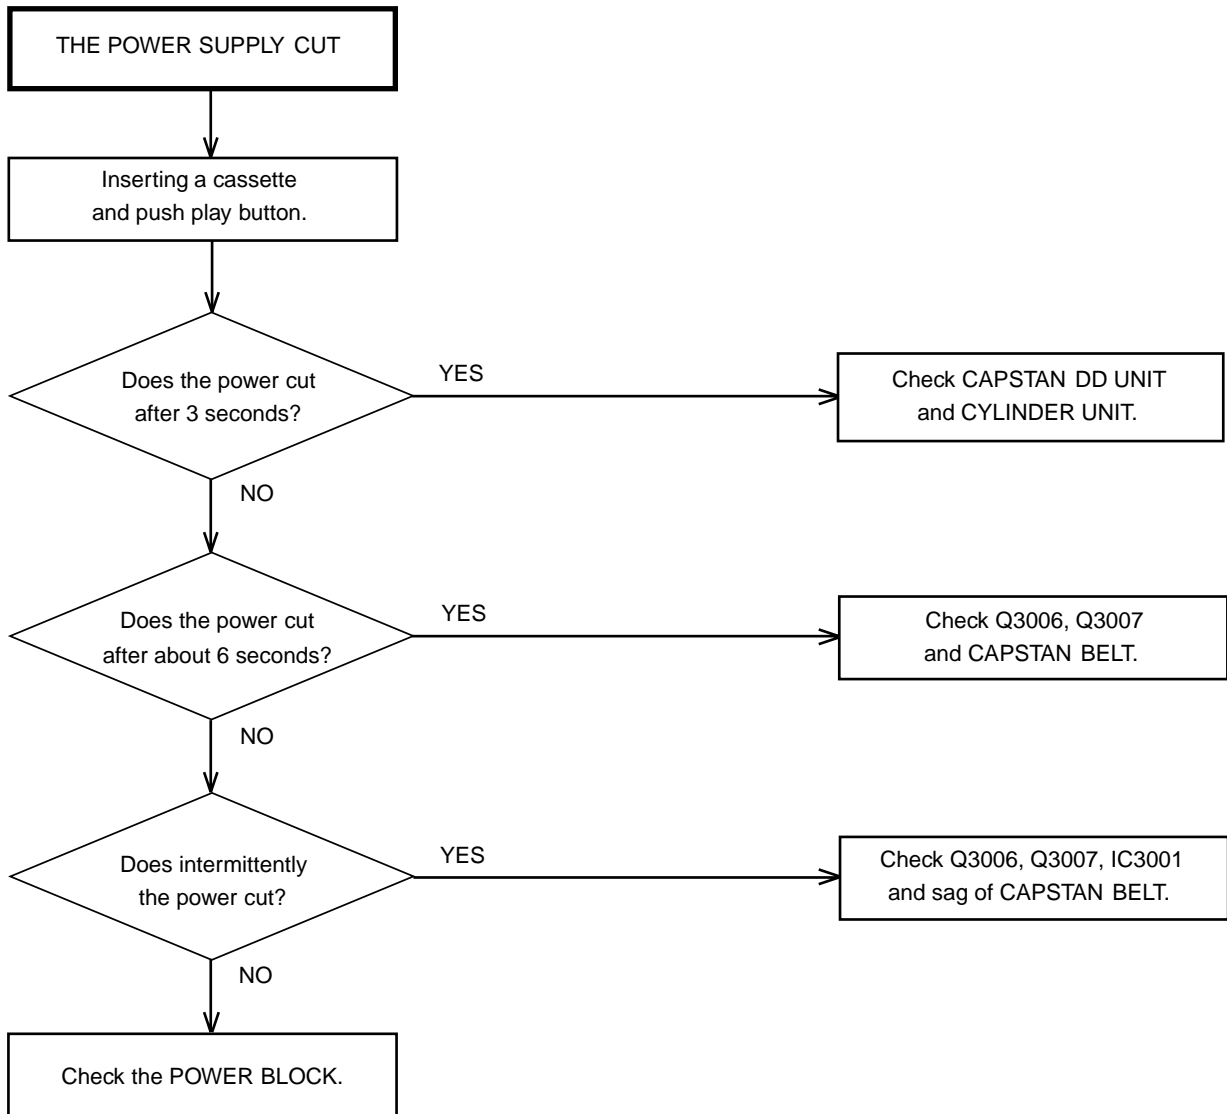 THE POWER SUPPLY CUT
Inserting a cassette
and push play button.
Does the power cut
after 3 seconds?
YES
Check CAPSTAN DD UNIT
and CYLINDER UNIT.
NO
Does the power cut
after about 6 seconds?
YES
Check Q3006, Q3007
and CAPSTAN BELT.
NO
Does intermittently
the power cut?
YES
Check Q3006, Q3007, IC3001
and sag of CAPSTAN BELT.
NO
Check the POWER BLOCK.